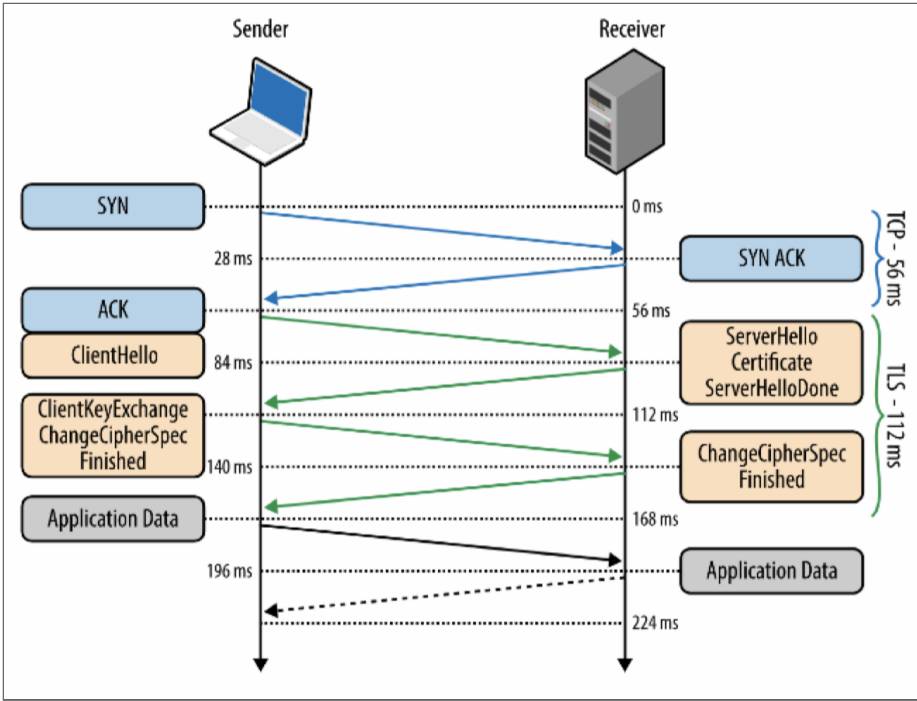 Sender
Receiver
SYN
0 ms
28 ms
SYN ACK
TCP - 56 ms
ACK
56 ms
ClientHello
84 ms
ServerHello
Certificate
ServerHelloDone
TLS - 112 ms
ClientKeyExchange
ChangeCipherSpec
Finished
112 ms
140 ms
ChangeCipherSpec
Finished
Application Data
168 ms
196 ms
Application Data
224 ms